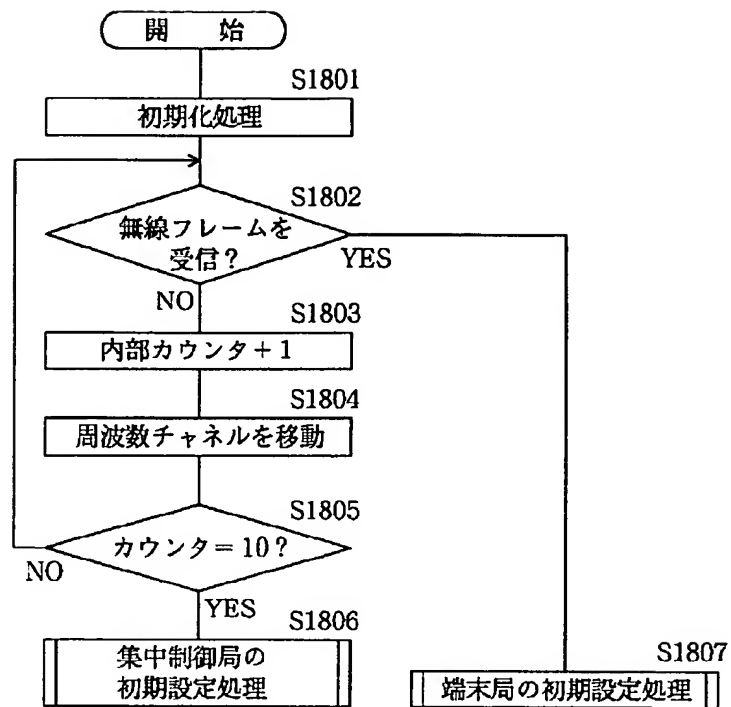 開 始
S1801
初期化処理
S1802
無線フレームを
受信？
YES
NO
S1803
内部カウンタ＋1
S1804
周波数チャネルを移動
S1805
カウンタ＝10？
NO
YES
S1806
集中制御局の
初期設定処理
S1807
端末局の初期設定処理